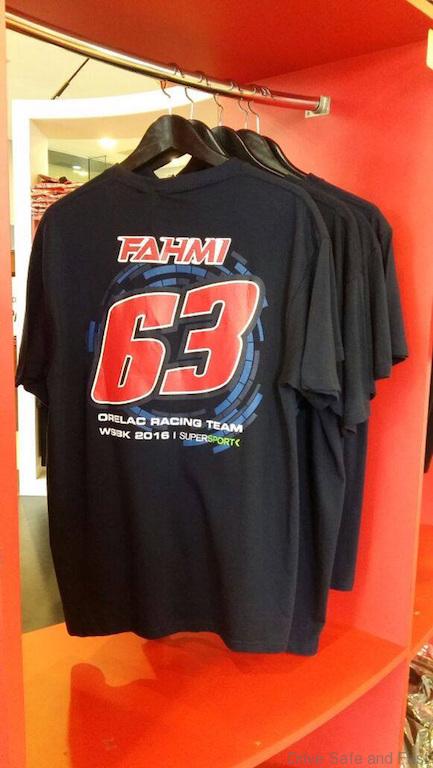 FAHMI
63
ORELAC RACING TEAM
WSBK 2016 | SUPERSPORT
Drive Safe and Fast